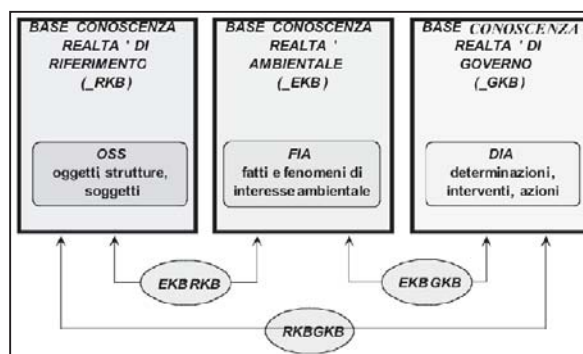 BASE CONOSCENZA
REALTA ' DI
RIFERIMENTO
(_RKB)
OSS
oggetti, strutture,
soggetti
BASE CONOSCENZA
REALTA '
AMBIENTALE
(_EKB)
FIA
fatti e fenomeni di
interesse ambientale
BASE CONOSCENZA
REALTA ' DI
GOVERNO
(_GKB)
DIA
determinazioni,
interventi, azioni
EKBRKB
EKBGKB
RKBGKB